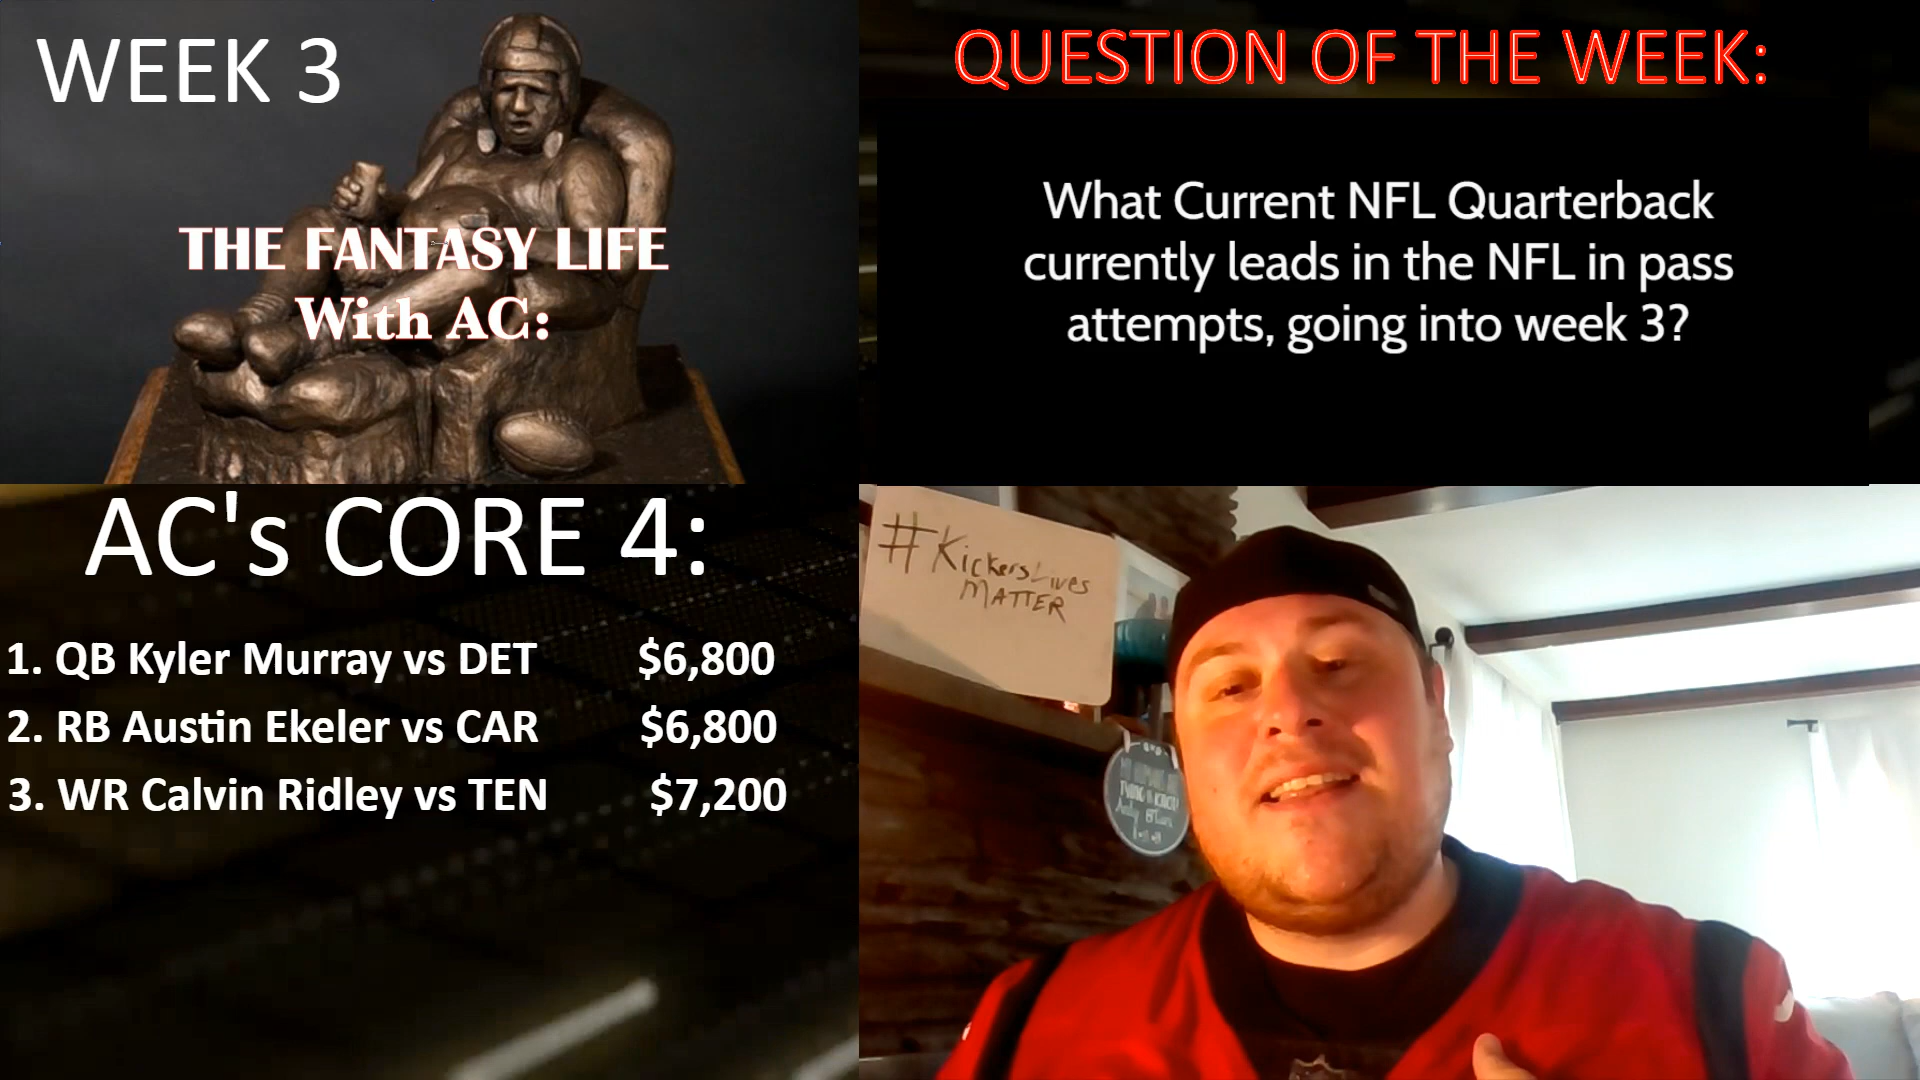 WEEK 3
THE FANTASY LIFE
With AC:
QUESTION OF THE WEEK:
What Current NFL Quarterback
currently leads in the NFL in pass
attempts, going into week 3?
AC's CORE 4:
1. QB Kyler Murray vs DET $6,800
2. RB Austin Ekeler vs CAR $6,800
3. WR Calvin Ridley vs TEN $7,200
#KickersLives
MATTER